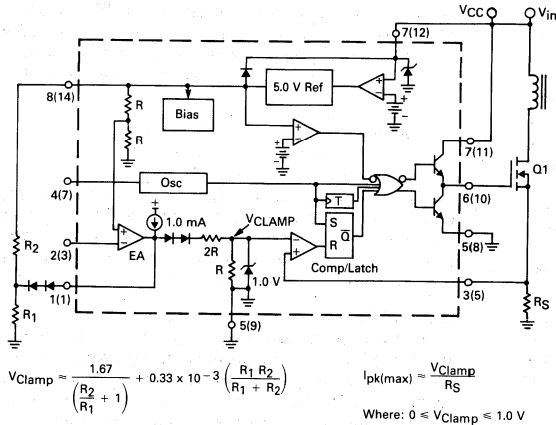 VCC
Vin
7(12)
8(14)
R
5.0 V Ref
+
−
+
−
Bias
R
+
−
+
−
7(11)
Q1
4(7)
Osc
T
6(10)
+
1.0 mA
VCLAMP
S
R
Q̅
R2
2(3)
+
−
EA
2R
−
+
5(8)
Comp/Latch
R
1.0 V
1(1)
3(5)
R1
5(9)
RS
VClamp ≈ 1.67 / (R2/R1 + 1) + 0.33 x 10⁻³ (R1 R2 / R1 + R2)
Ipk(max) ≈ VClamp / RS
Where: 0 ≤ VClamp ≤ 1.0 V